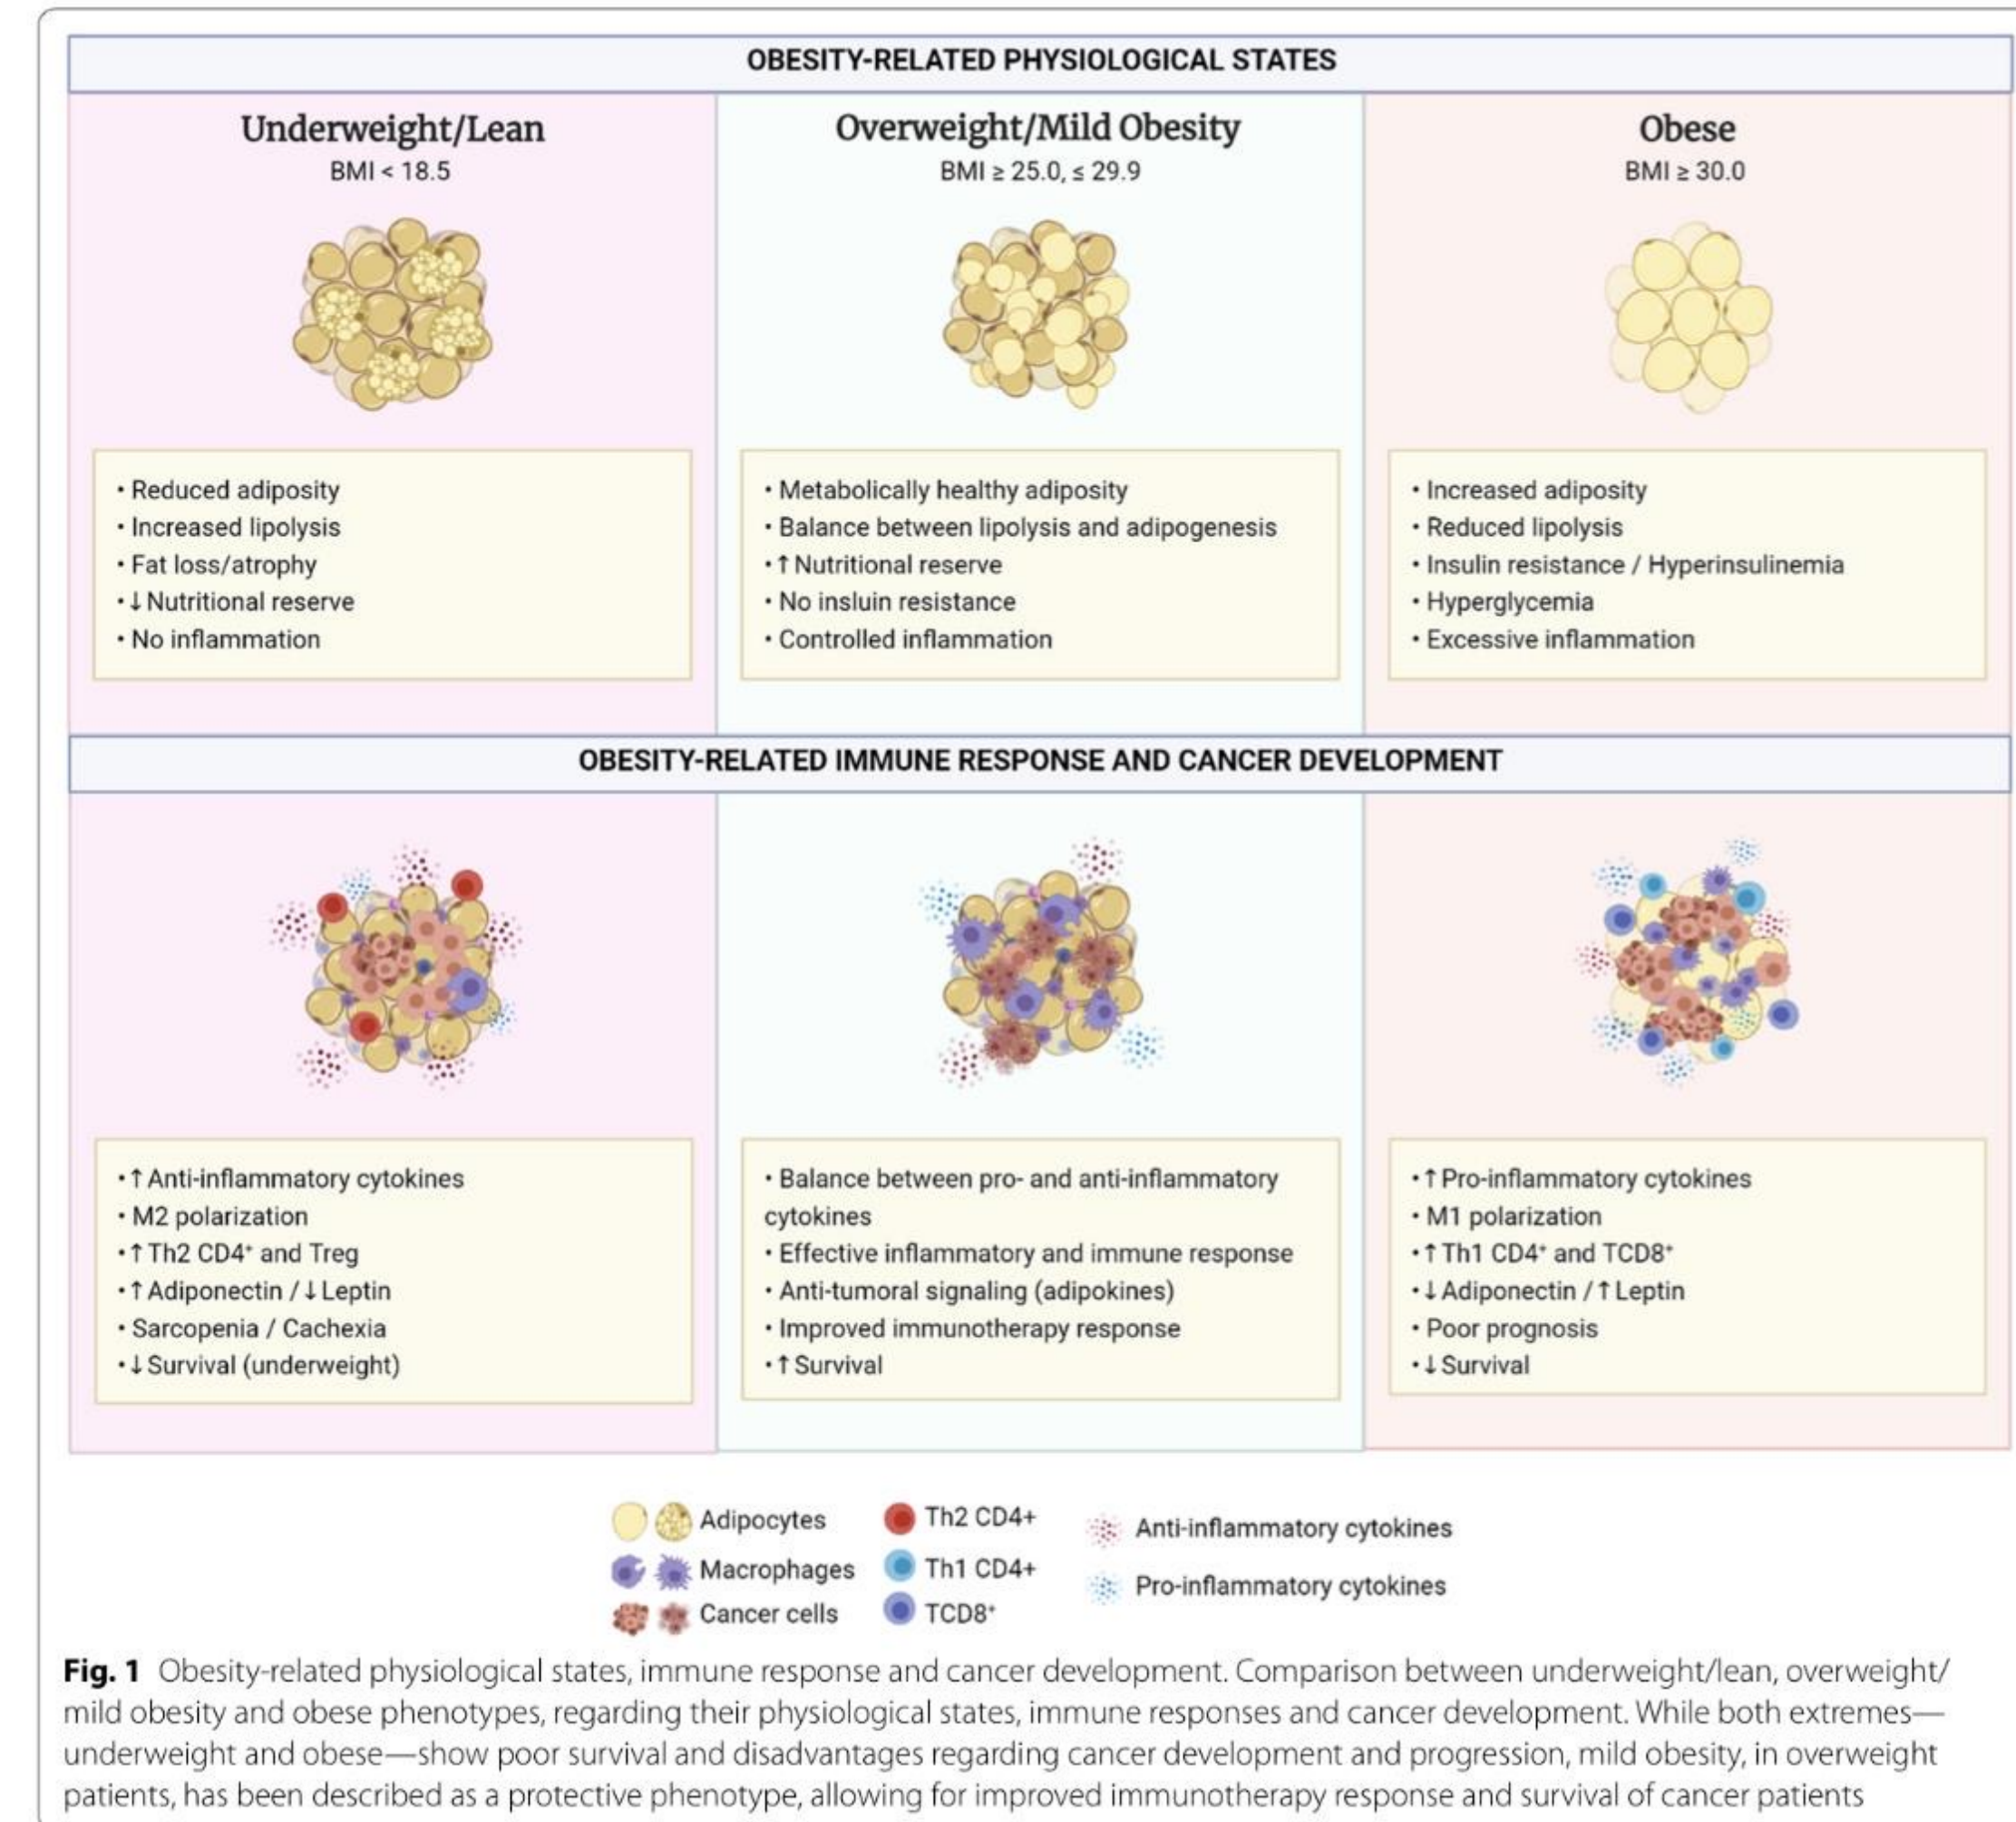 OBESITY-RELATED PHYSIOLOGICAL STATES
Underweight/Lean
BMI < 18.5
• Reduced adiposity
• Increased lipolysis
• Fat loss/atrophy
• ↓ Nutritional reserve
• No inflammation
Overweight/Mild Obesity
BMI ≥ 25.0, ≤ 29.9
• Metabolically healthy adiposity
• Balance between lipolysis and adipogenesis
• ↑ Nutritional reserve
• No insluin resistance
• Controlled inflammation
Obese
BMI ≥ 30.0
• Increased adiposity
• Reduced lipolysis
• Insulin resistance / Hyperinsulinemia
• Hyperglycemia
• Excessive inflammation
OBESITY-RELATED IMMUNE RESPONSE AND CANCER DEVELOPMENT
• ↑ Anti-inflammatory cytokines
• M2 polarization
• ↑ Th2 CD4⁺ and Treg
• ↑ Adiponectin / ↓ Leptin
• Sarcopenia / Cachexia
• ↓ Survival (underweight)
• Balance between pro- and anti-inflammatory
cytokines
• Effective inflammatory and immune response
• Anti-tumoral signaling (adipokines)
• Improved immunotherapy response
• ↑ Survival
• ↑ Pro-inflammatory cytokines
• M1 polarization
• ↑ Th1 CD4⁺ and TCD8⁺
• ↓ Adiponectin / ↑ Leptin
• Poor prognosis
• ↓ Survival
Adipocytes
Macrophages
Cancer cells
Th2 CD4+
Th1 CD4+
TCD8⁺
Anti-inflammatory cytokines
Pro-inflammatory cytokines
Fig. 1 Obesity-related physiological states, immune response and cancer development. Comparison between underweight/lean, overweight/
mild obesity and obese phenotypes, regarding their physiological states, immune responses and cancer development. While both extremes—
underweight and obese—show poor survival and disadvantages regarding cancer development and progression, mild obesity, in overweight
patients, has been described as a protective phenotype, allowing for improved immunotherapy response and survival of cancer patients